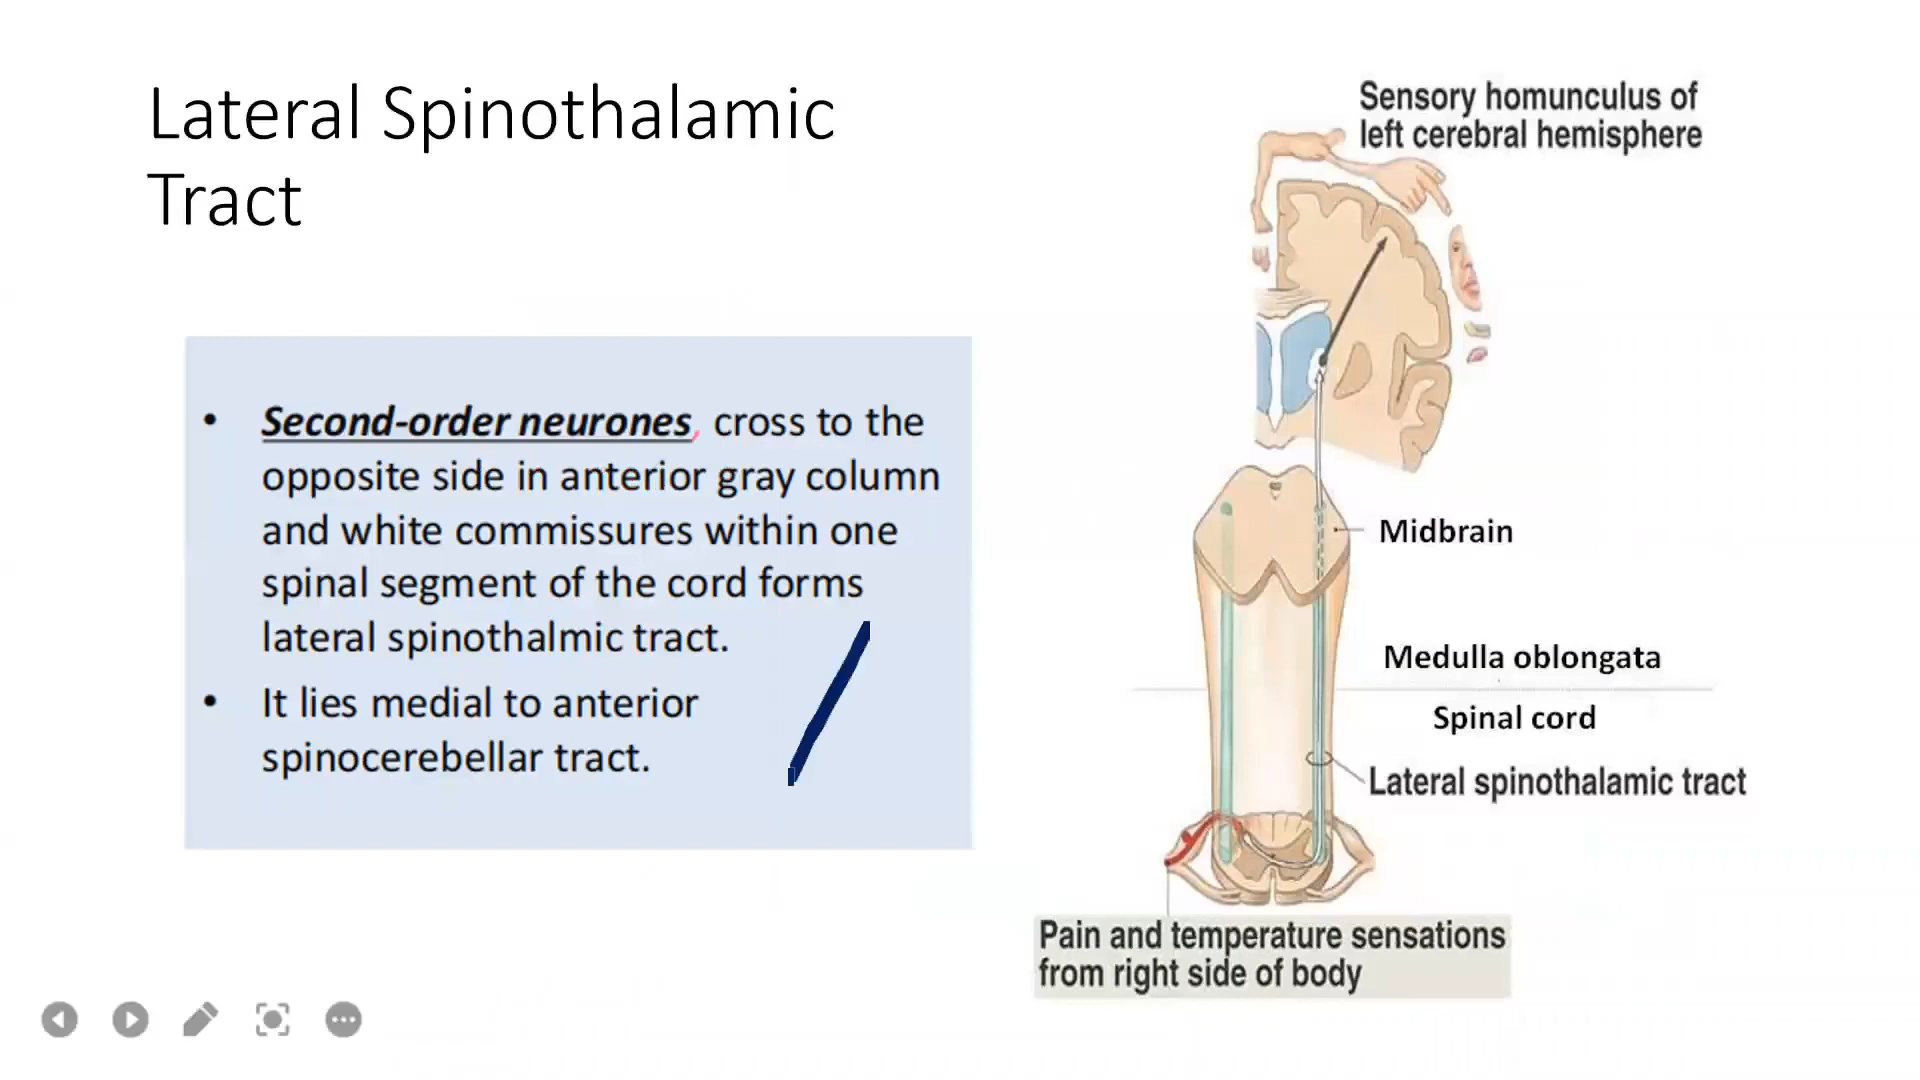 Lateral Spinothalamic
Tract
• Second-order neurones, cross to the
opposite side in anterior gray column
and white commissures within one
spinal segment of the cord forms
lateral spinothalmic tract.
• It lies medial to anterior
spinocerebellar tract.
Sensory homunculus of
left cerebral hemisphere
Midbrain
Medulla oblongata
Spinal cord
Lateral spinothalamic tract
Pain and temperature sensations
from right side of body